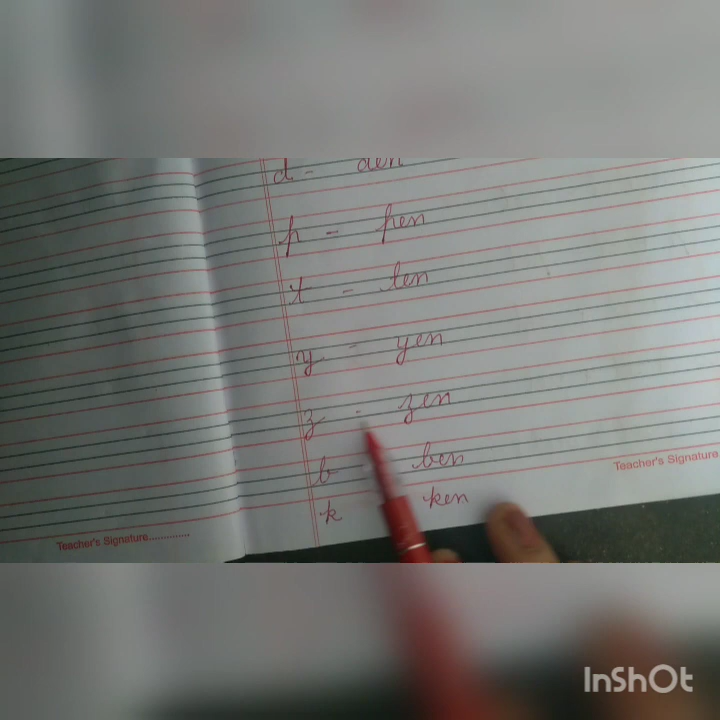 d - den
p - pen
t - ten
y - yen
z - zen
b ben
k ken
Teacher's Signature
Teacher's Signature..............
InShOt